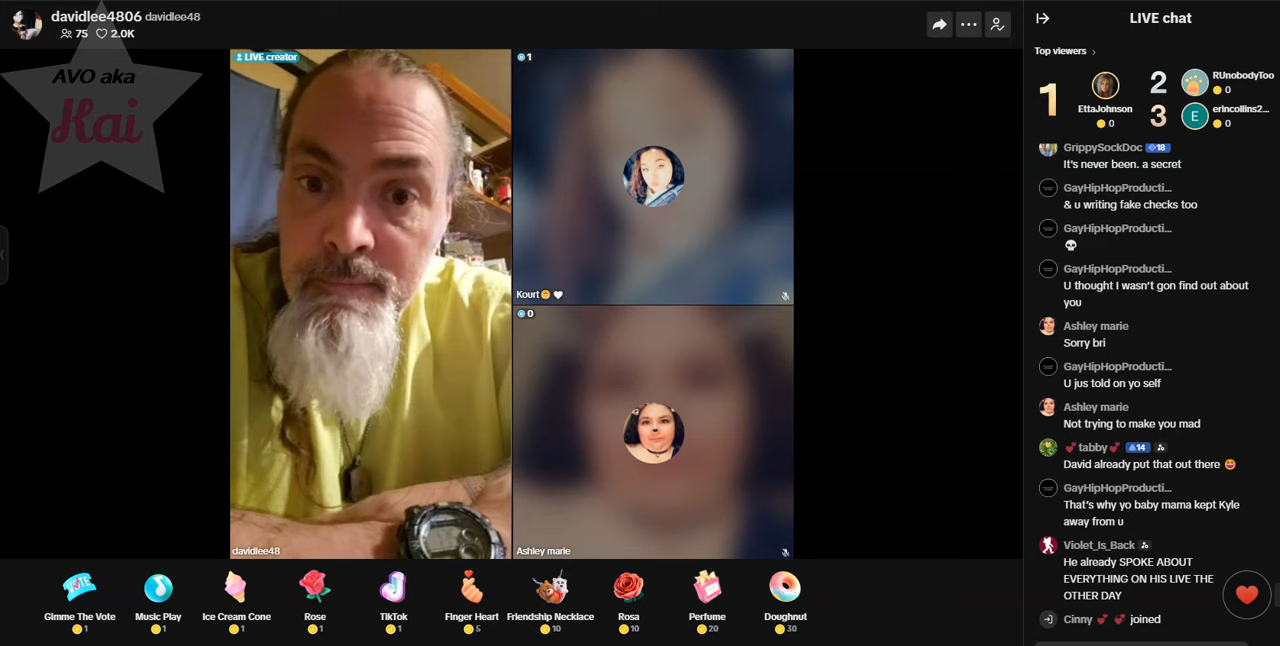 davidlee4806 davidlee48
75 2.0K
AVO aka
Kai
LIVE creator
1
Kourt
0
davidlee48
Ashley marie
Gimme The Vote
1
Music Play
1
Ice Cream Cone
1
Rose
1
TikTok
1
Finger Heart
5
Friendship Necklace
10
Rosa
10
Perfume
20
Doughnut
30
LIVE chat
Top viewers
1
EttaJohnson
0
2
RUnobodyToo
0
3
E
erincollins2...
0
GrippySockDoc 18
It's never been. a secret
GayHipHopProducti...
& u writing fake checks too
GayHipHopProducti...
💀
GayHipHopProducti...
U thought I wasn't gon find out about
you
Ashley marie
Sorry bri
GayHipHopProducti...
U jus told on yo self
Ashley marie
Not trying to make you mad
💕 tabby💕 14
David already put that out there 😍
GayHipHopProducti...
That's why yo baby mama kept Kyle
away from u
Violet_Is_Back
He already SPOKE ABOUT
EVERYTHING ON HIS LIVE THE
OTHER DAY
Cinny 💕 💕 joined